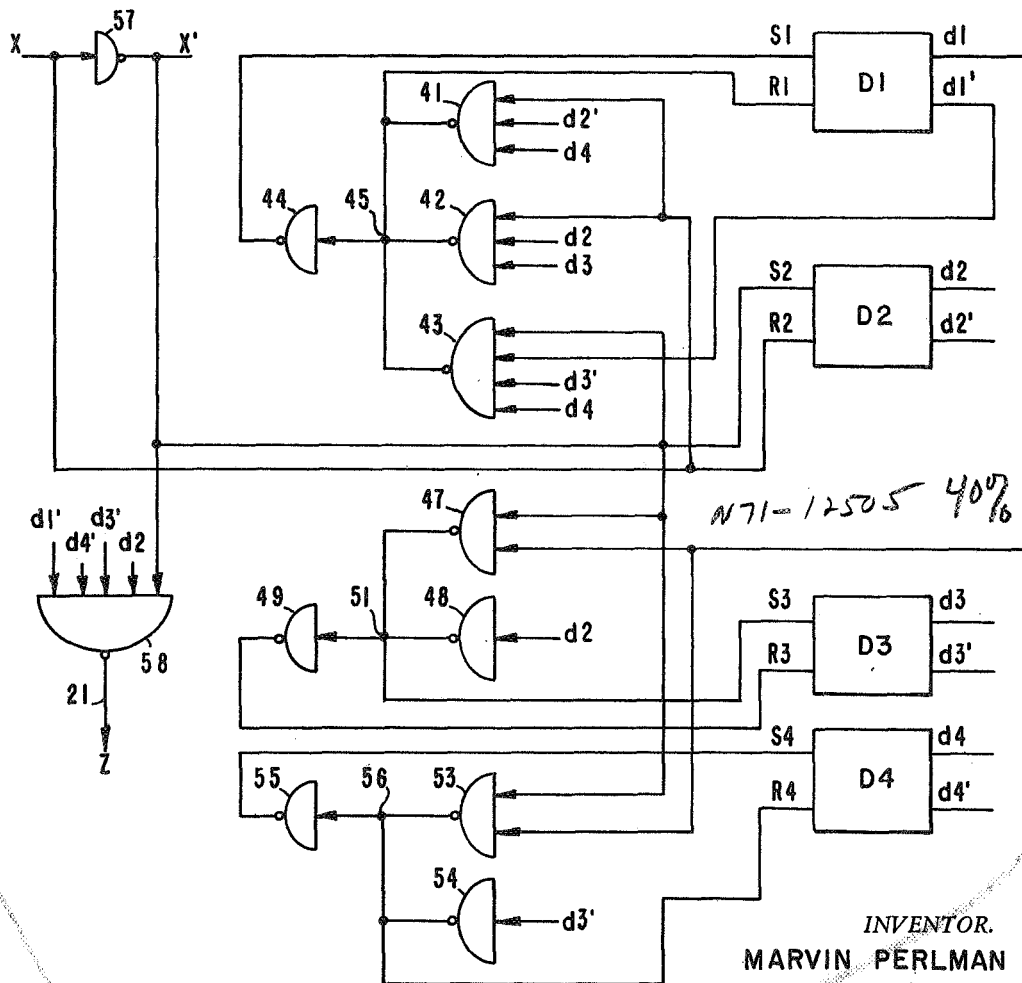 57
X
X'
S1
d1
R1
D1
d1'
41
d2'
d4
44
45
42
d2
d3
S2
d2
R2
D2
d2'
43
d3'
d4
47
N71-12505 40%
d1'
d3'
d4'
d2
49
51
48
d2
S3
d3
R3
D3
d3'
58
21
Z
S4
d4
55
56
53
R4
D4
d4'
54
d3'
INVENTOR.
MARVIN PERLMAN